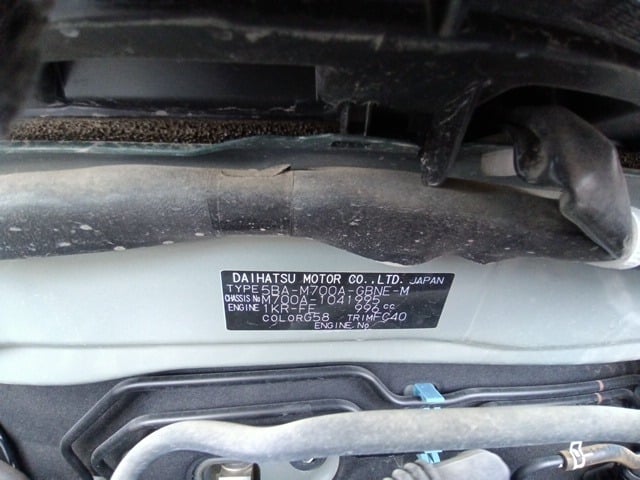 DAIHATSU MOTOR CO.,LTD. JAPAN
TYPE 5BA-M700A-GBNE-M
CHASSIS No M700A-1041995
ENGINE 1KR-FE 996 cc
COLOR G58 TRIM FC40
ENGINE No.